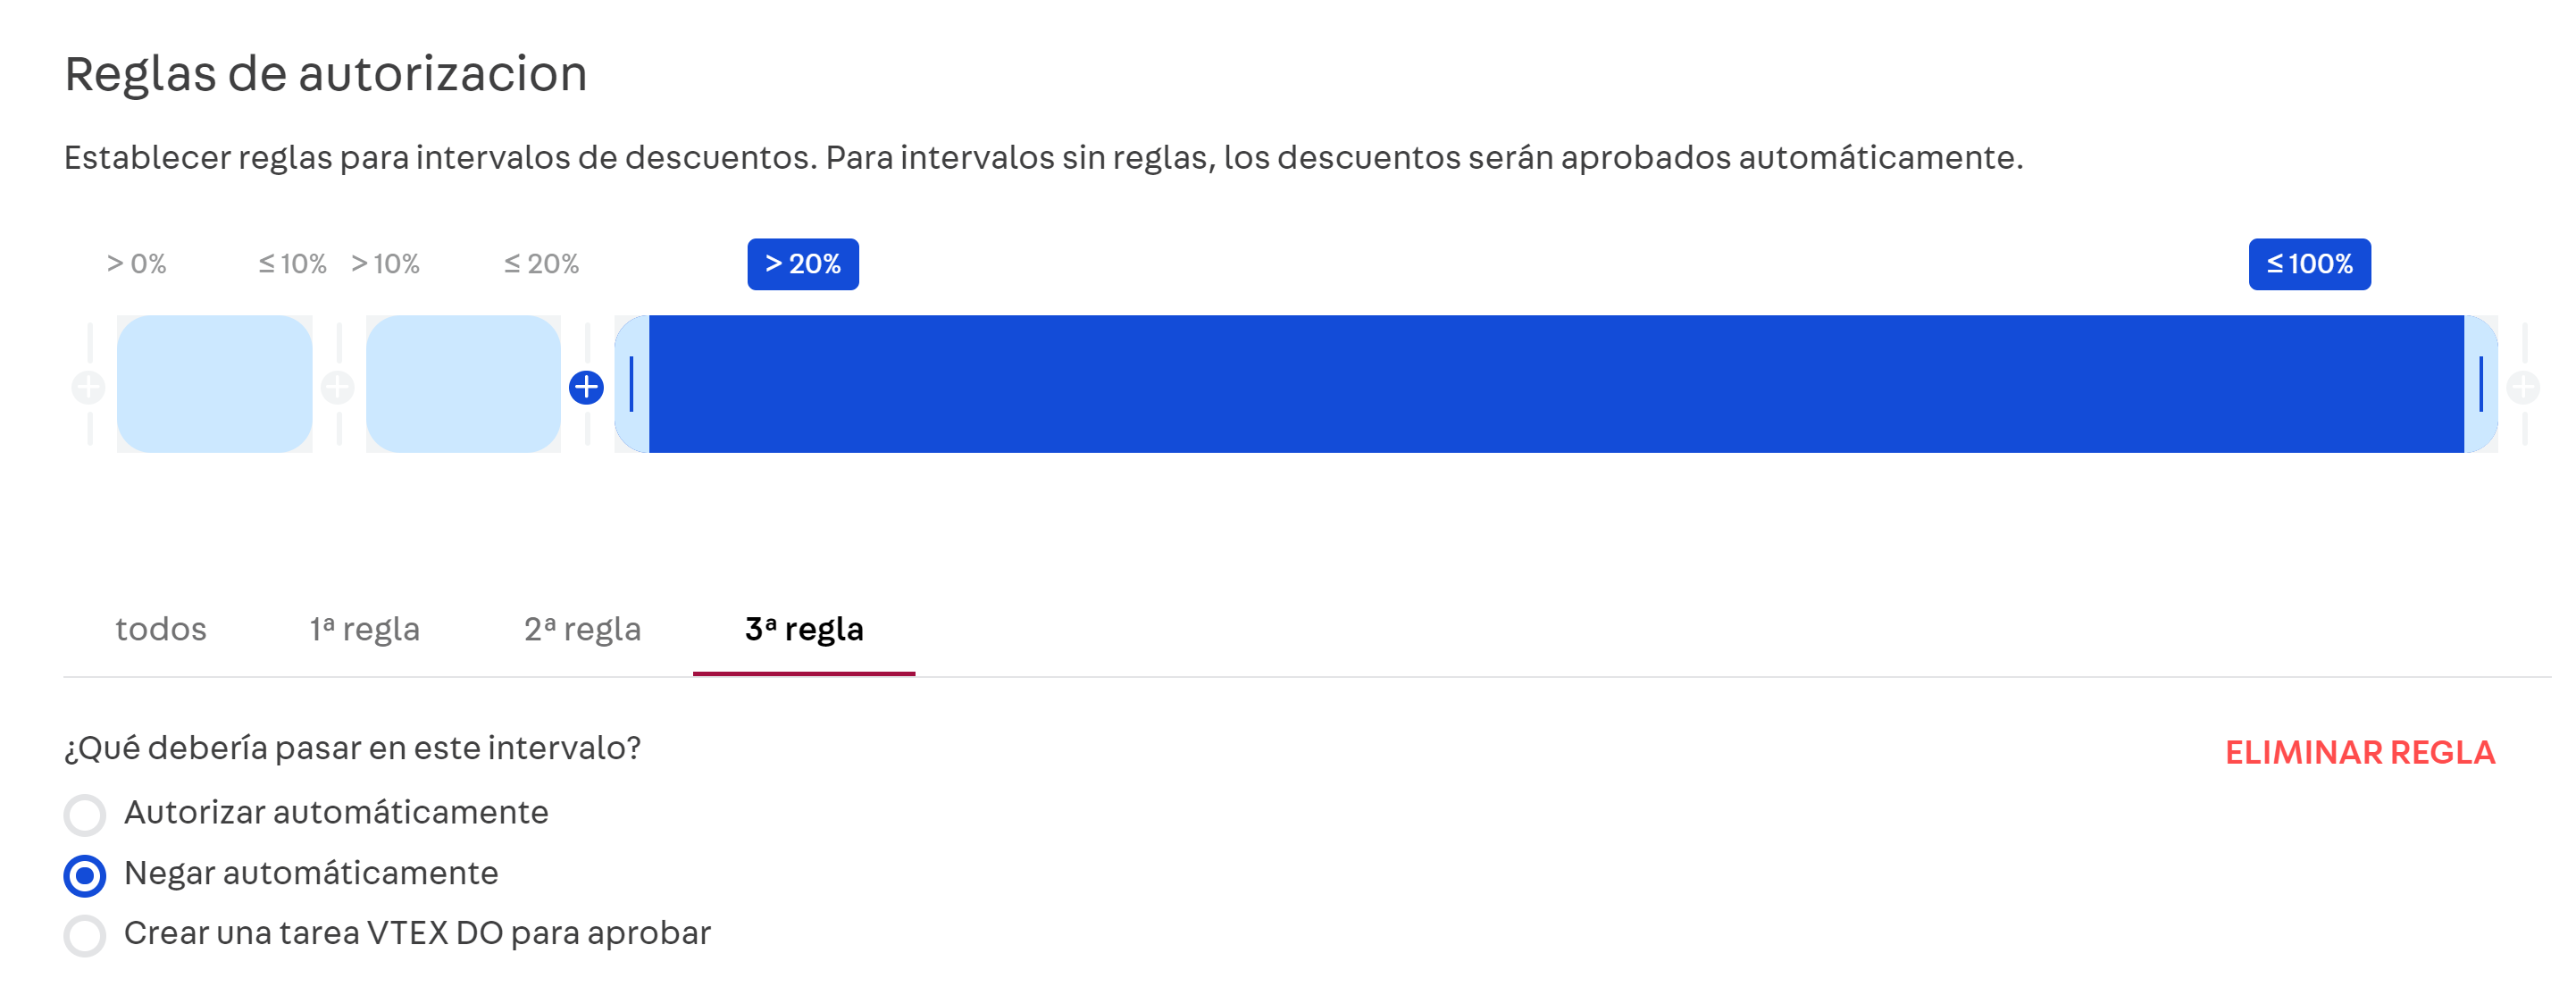 Reglas de autorizacion
Establecer reglas para intervalos de descuentos. Para intervalos sin reglas, los descuentos serán aprobados automáticamente.
> 0% ≤ 10% > 10% ≤ 20% > 20% ≤ 100%
todos 1ª regla 2ª regla 3ª regla
¿Qué debería pasar en este intervalo?
ELIMINAR REGLA
Autorizar automáticamente
Negar automáticamente
Crear una tarea VTEX DO para aprobar